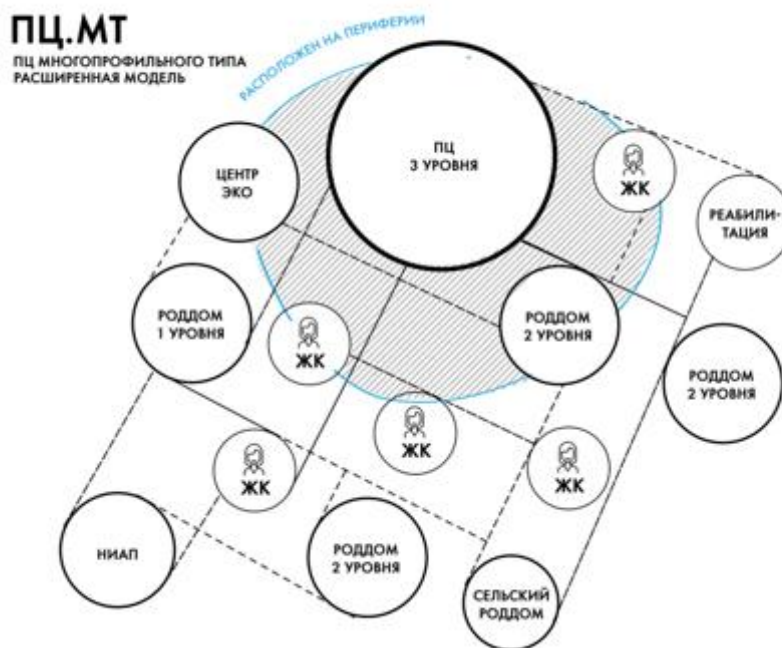 ПЦ.МТ
ПЦ МНОГОПРОФИЛЬНОГО ТИПА
РАСШИРЕННАЯ МОДЕЛЬ
РАСПОЛОЖЕН НА ПЕРИФЕРИИ
ПЦ
3 УРОВНЯ
ЦЕНТР
ЭКО
ЖК
РЕАБИЛИ-
ТАЦИЯ
РОДДОМ
1 УРОВНЯ
ЖК
РОДДОМ
2 УРОВНЯ
РОДДОМ
2 УРОВНЯ
ЖК
ЖК
ЖК
НИАП
РОДДОМ
2 УРОВНЯ
СЕЛЬСКИЙ
РОДДОМ